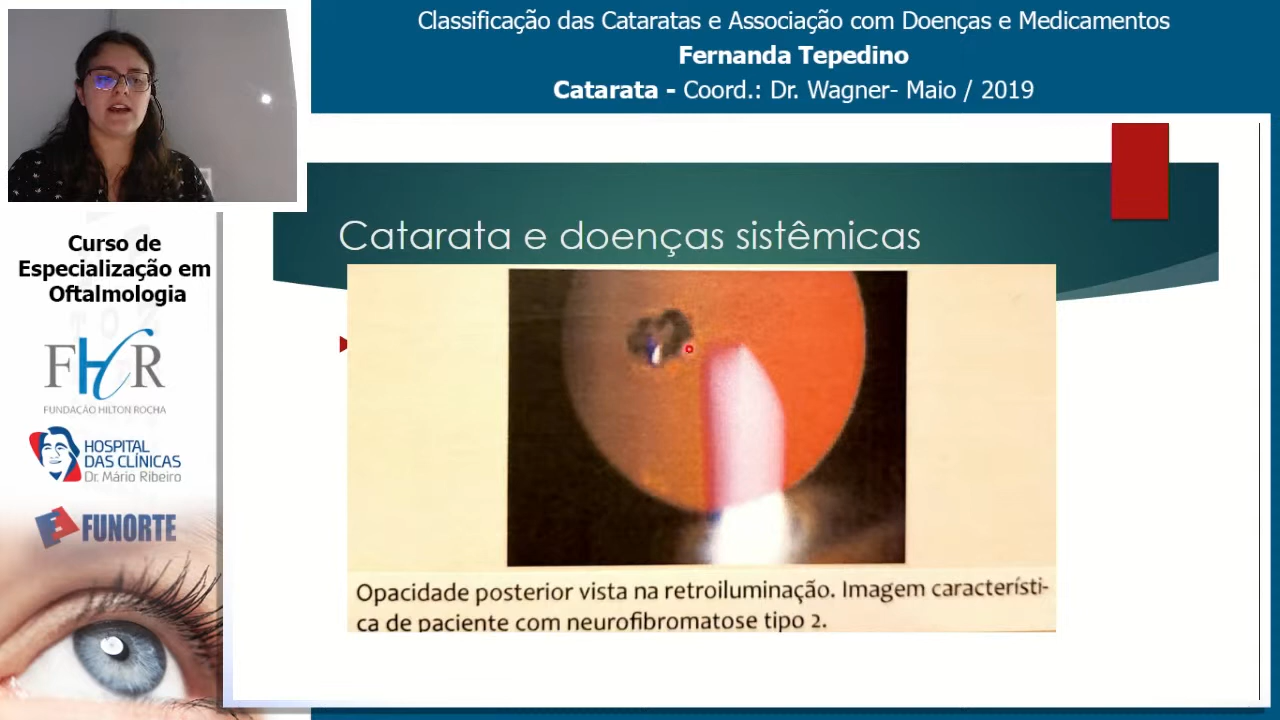 Classificação das Cataratas e Associação com Doenças e Medicamentos
Fernanda Tepedino
Catarata - Coord.: Dr. Wagner- Maio / 2019
Curso de
Especialização em
Oftalmologia
FHR
FUNDAÇÃO HILTON ROCHA
HOSPITAL
DAS CLÍNICAS
Dr. Mário Ribeiro
FUNORTE
Catarata e doenças sistêmicas
Opacidade posterior vista na retroiluminação. Imagem característi-
ca de paciente com neurofibromatose tipo 2.